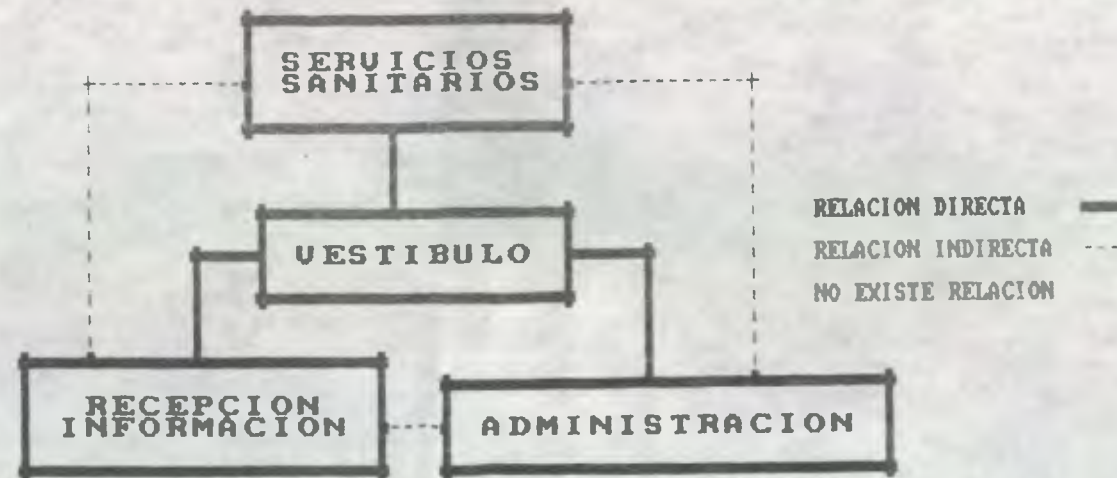 SERVICIOS
SANITARIOS
VESTIBULO
RELACION DIRECTA
RELACION INDIRECTA
NO EXISTE RELACION
RECEPCION
INFORMACION
ADMINISTRACION